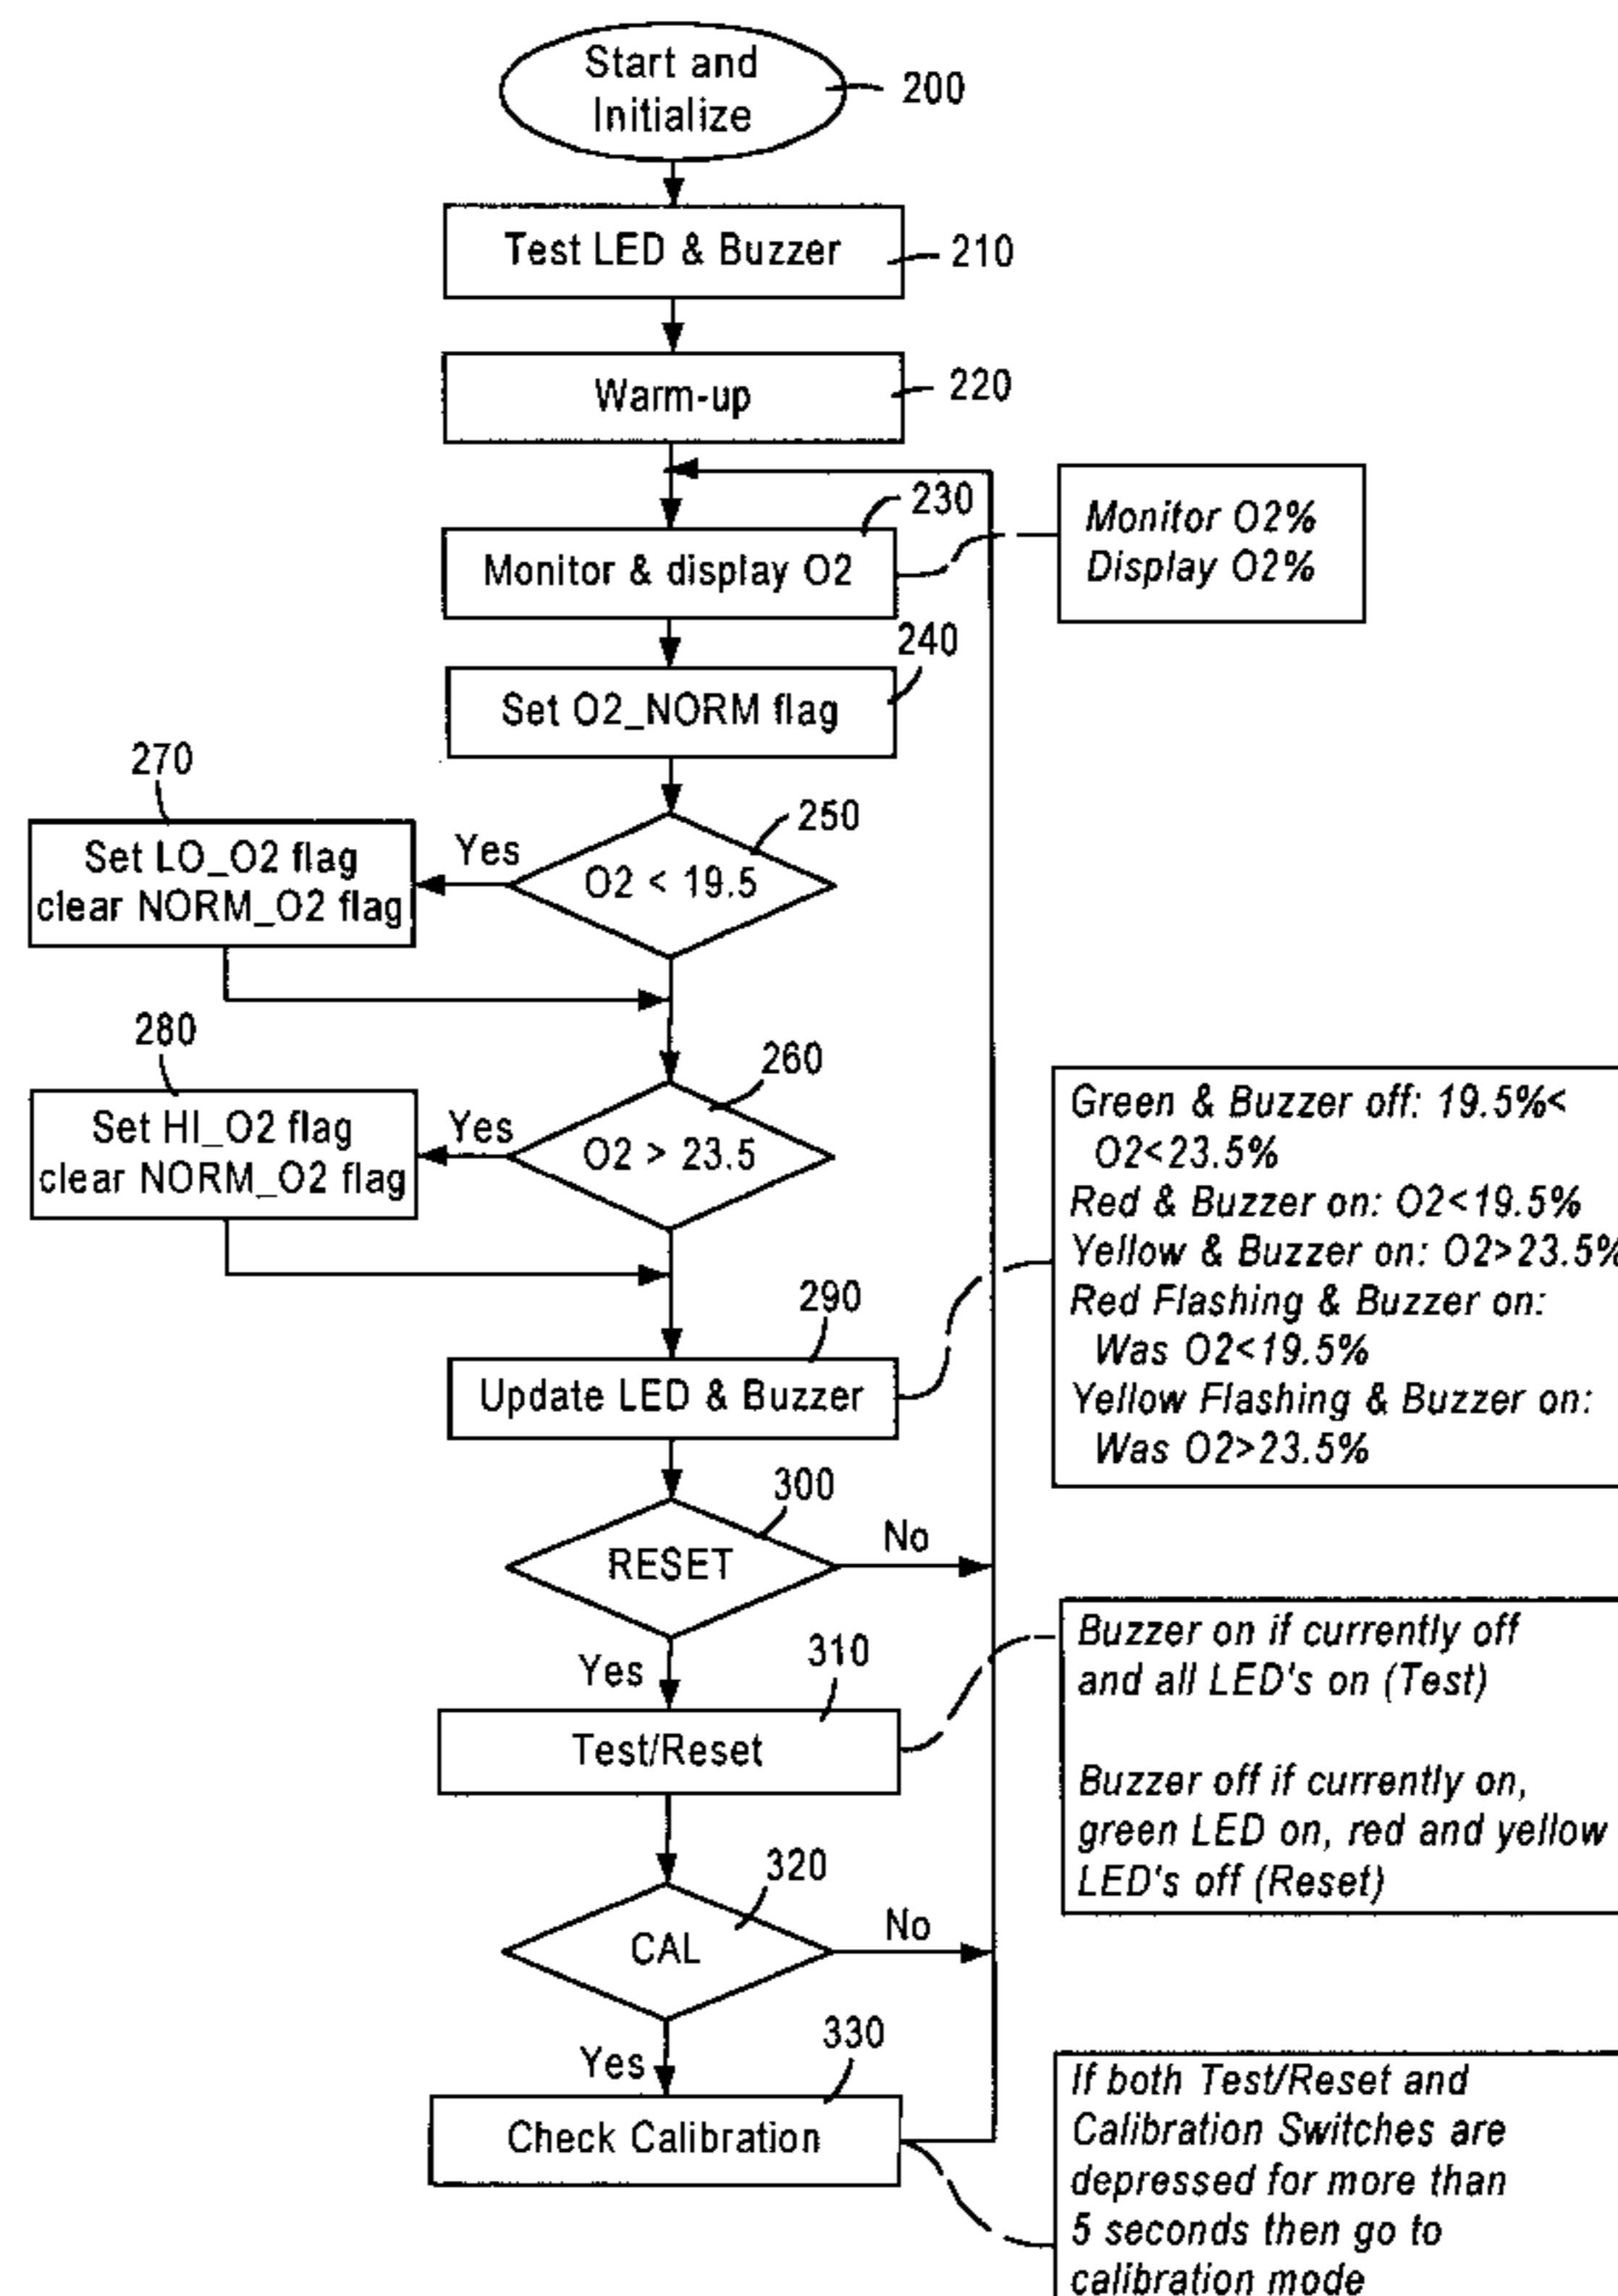 Start and
Initialize
200
Test LED & Buzzer
210
Warm-up
220
230
Monitor & display O2
Monitor O2%
Display O2%
240
Set O2_NORM flag
270
250
Set LO_O2 flag
clear NORM_O2 flag
Yes
O2 < 19.5
280
260
Set HI_O2 flag
clear NORM_O2 flag
Yes
O2 > 23.5
Green & Buzzer off: 19.5%<
O2<23.5%
Red & Buzzer on: O2<19.5%
Yellow & Buzzer on: O2>23.5%
Red Flashing & Buzzer on:
Was O2<19.5%
Yellow Flashing & Buzzer on:
Was O2>23.5%
290
Update LED & Buzzer
300
RESET
No
Yes
310
Test/Reset
Buzzer on if currently off
and all LED's on (Test)
Buzzer off if currently on,
green LED on, red and yellow
LED's off (Reset)
320
CAL
No
Yes
330
Check Calibration
If both Test/Reset and
Calibration Switches are
depressed for more than
5 seconds then go to
calibration mode